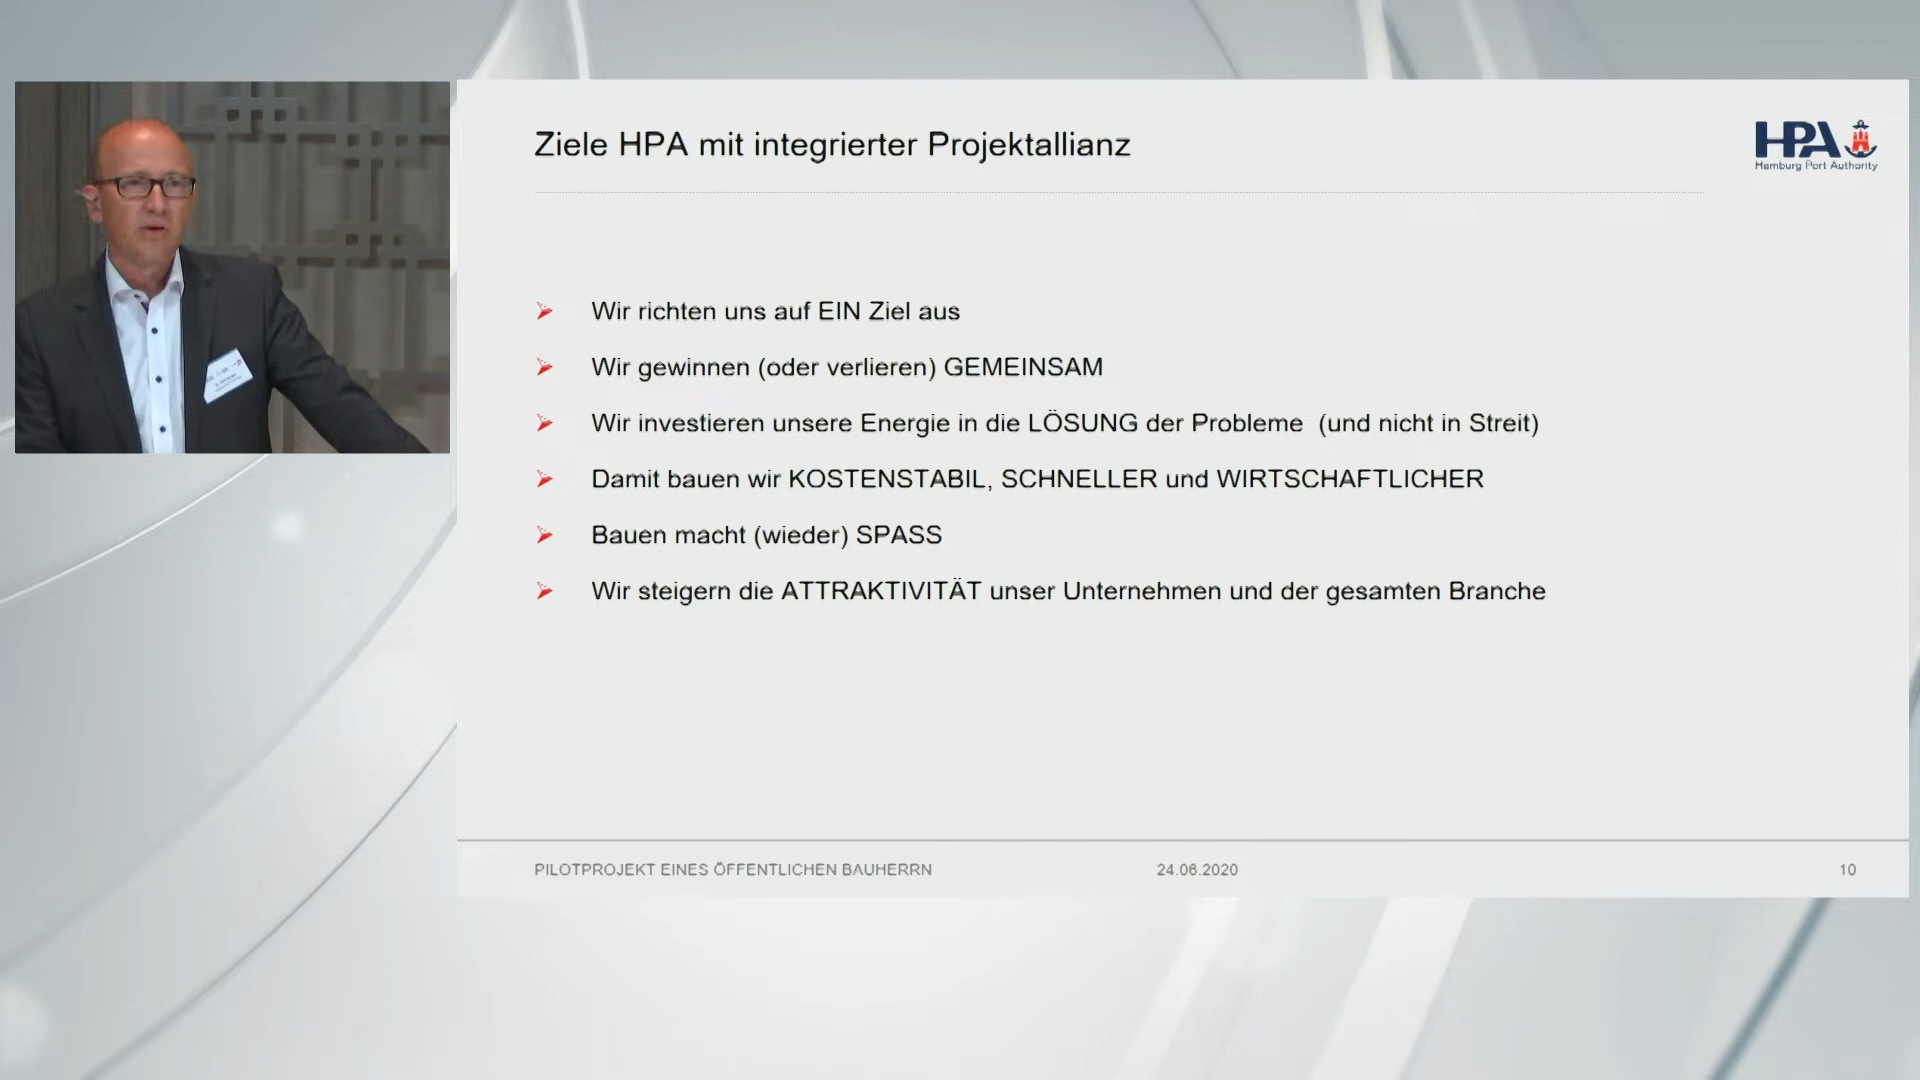 Ziele HPA mit integrierter Projektallianz
HPA
Hamburg Port Authority
Wir richten uns auf EIN Ziel aus
Wir gewinnen (oder verlieren) GEMEINSAM
Wir investieren unsere Energie in die LÖSUNG der Probleme (und nicht in Streit)
Damit bauen wir KOSTENSTABIL, SCHNELLER und WIRTSCHAFTLICHER
Bauen macht (wieder) SPASS
Wir steigern die ATTRAKTIVITÄT unser Unternehmen und der gesamten Branche
PILOTPROJEKT EINES ÖFFENTLICHEN BAUHERRN
24.06.2020
10